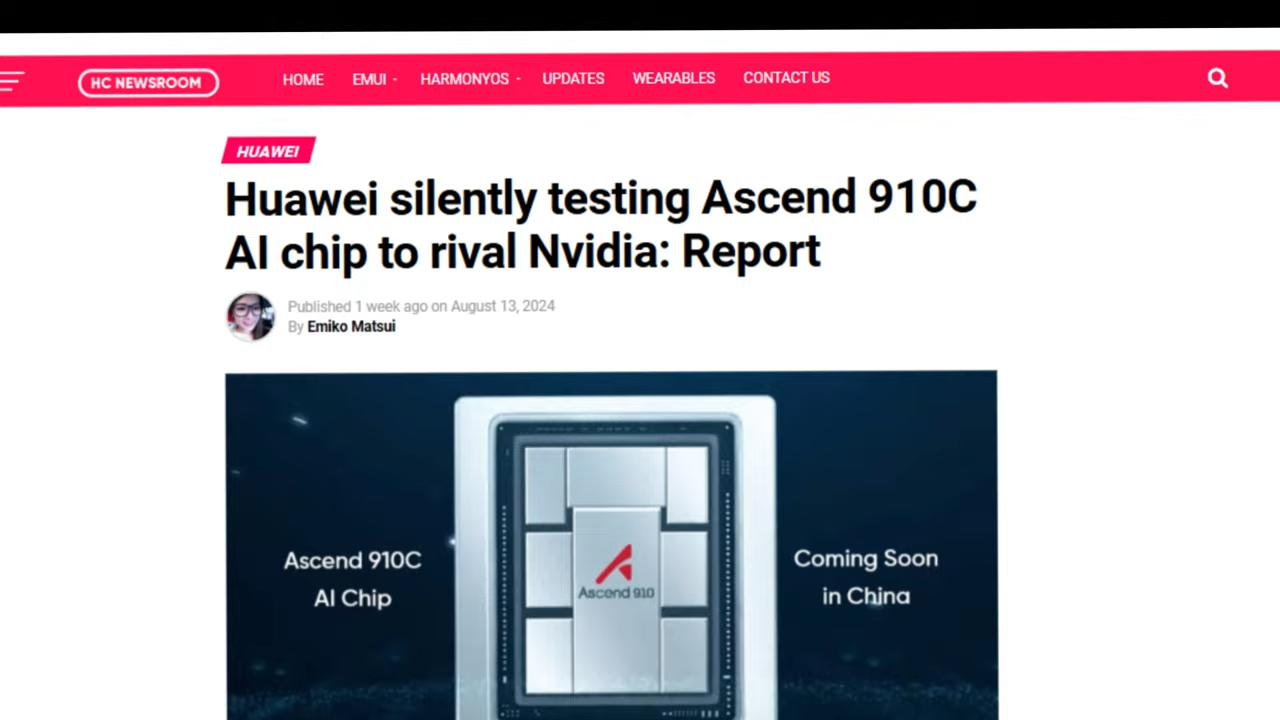 HC NEWSROOM
HOME EMUI HARMONYOS UPDATES WEARABLES CONTACT US
HUAWEI
Huawei silently testing Ascend 910C
AI chip to rival Nvidia: Report
Published 1 week ago on August 13, 2024
By Emiko Matsui
Ascend 910C
AI Chip
Ascend 910
Coming Soon
in China